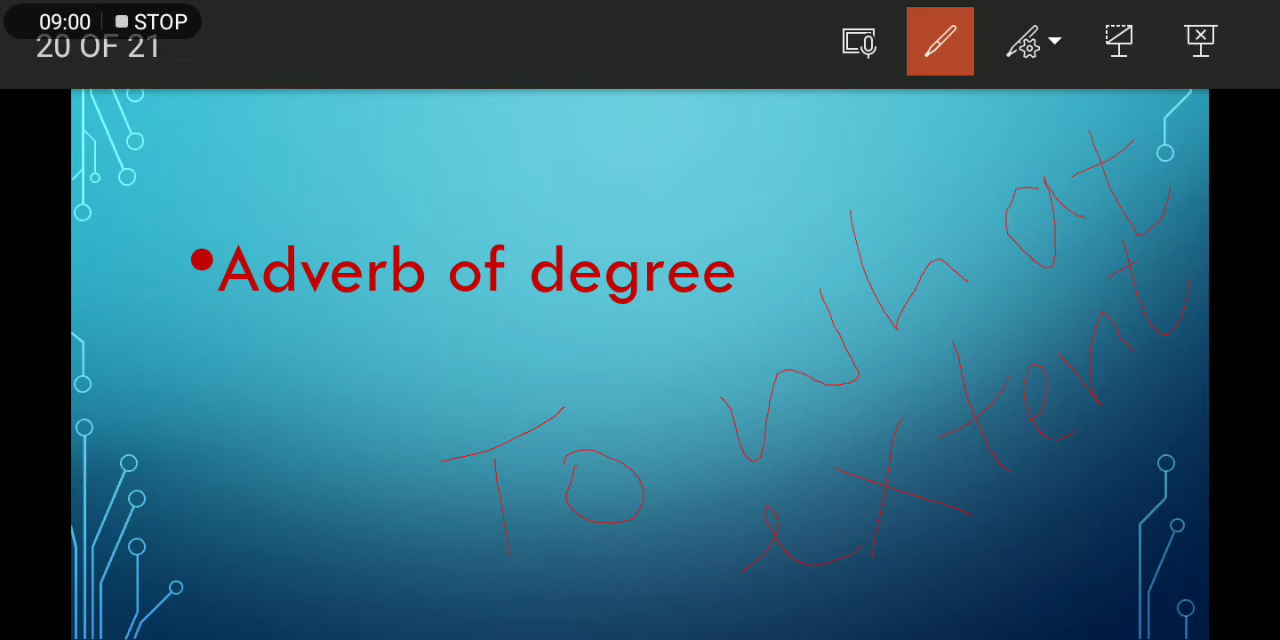 09:00 STOP
20 OF 21
•Adverb of degree
To what
extent